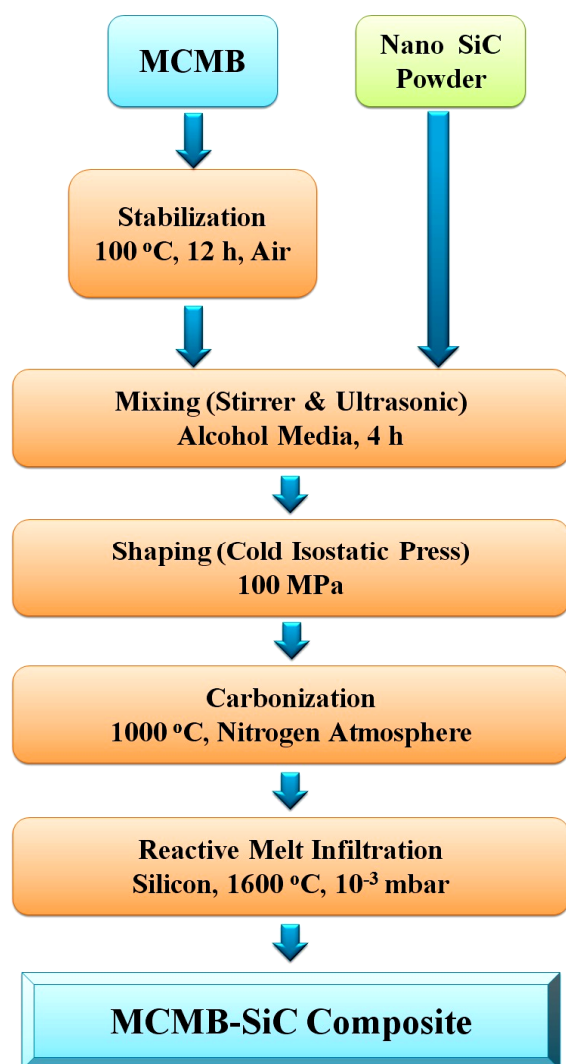 MCMB
Nano SiC
Powder
Stabilization
100 ºC, 12 h, Air
Mixing (Stirrer & Ultrasonic)
Alcohol Media, 4 h
Shaping (Cold Isostatic Press)
100 MPa
Carbonization
1000 ºC, Nitrogen Atmosphere
Reactive Melt Infiltration
Silicon, 1600 ºC, 10⁻³ mbar
MCMB-SiC Composite